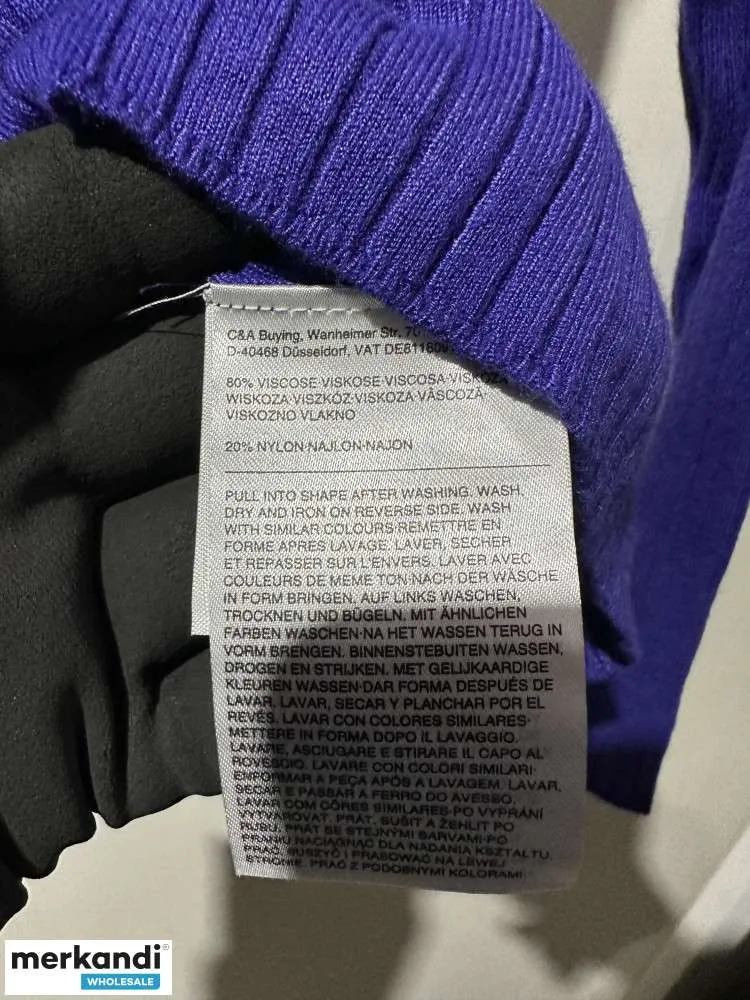 C&A Buying, Wanheimer Str. 70
D-40468 Düsseldorf, VAT DE811809
80% VISCOSE·VISKOSE·VISCOSA·VISKOZA
WISKOZA·VISZKÓZ·VISKOZA·VÂSCOZĂ
VISKOZNO VLAKNO
20% NYLON·NAJLON·NAJON
PULL INTO SHAPE AFTER WASHING. WASH,
DRY AND IRON ON REVERSE SIDE. WASH
WITH SIMILAR COLOURS·REMETTRE EN
FORME APRES LAVAGE. LAVER, SECHER
ET REPASSER SUR L'ENVERS. LAVER AVEC
COULEURS DE MEME TON·NACH DER WÄSCHE
IN FORM BRINGEN. AUF LINKS WASCHEN,
TROCKNEN UND BÜGELN. MIT ÄHNLICHEN
FARBEN WASCHEN·NA HET WASSEN TERUG IN
VORM BRENGEN. BINNENSTEBUITEN WASSEN,
DROGEN EN STRIJKEN. MET GELIJKAARDIGE
KLEUREN WASSEN·DAR FORMA DESPUÉS DE
LAVAR. LAVAR, SECAR Y PLANCHAR POR EL
REVÉS. LAVAR CON COLORES SIMILARES·
METTERE IN FORMA DOPO IL LAVAGGIO.
LAVARE, ASCIUGARE E STIRARE IL CAPO AL
ROVESCIO. LAVARE CON COLORI SIMILARI·
ENFORMAR A PEÇA APÓS A LAVAGEM. LAVAR,
SECAR E PASSAR A FERRO DO AVESSO.
LAVAR COM CÔRES SIMILARES·PO VYPRÁNÍ
VYTVAROVAT. PRÁT, SUŠIT A ŽEHLIT PO
RUBU. PRÁT SE STEJNÝMI BARVAMI·PO
PRANIU NACIĄGNĄĆ DLA NADANIA KSZTAŁTU.
PRAĆ, SUSZYĆ I PRASOWAĆ NA LEWEJ
STRONIE. PRAĆ Z PODOBNYMI KOLORAMI
merkandi
WHOLESALE